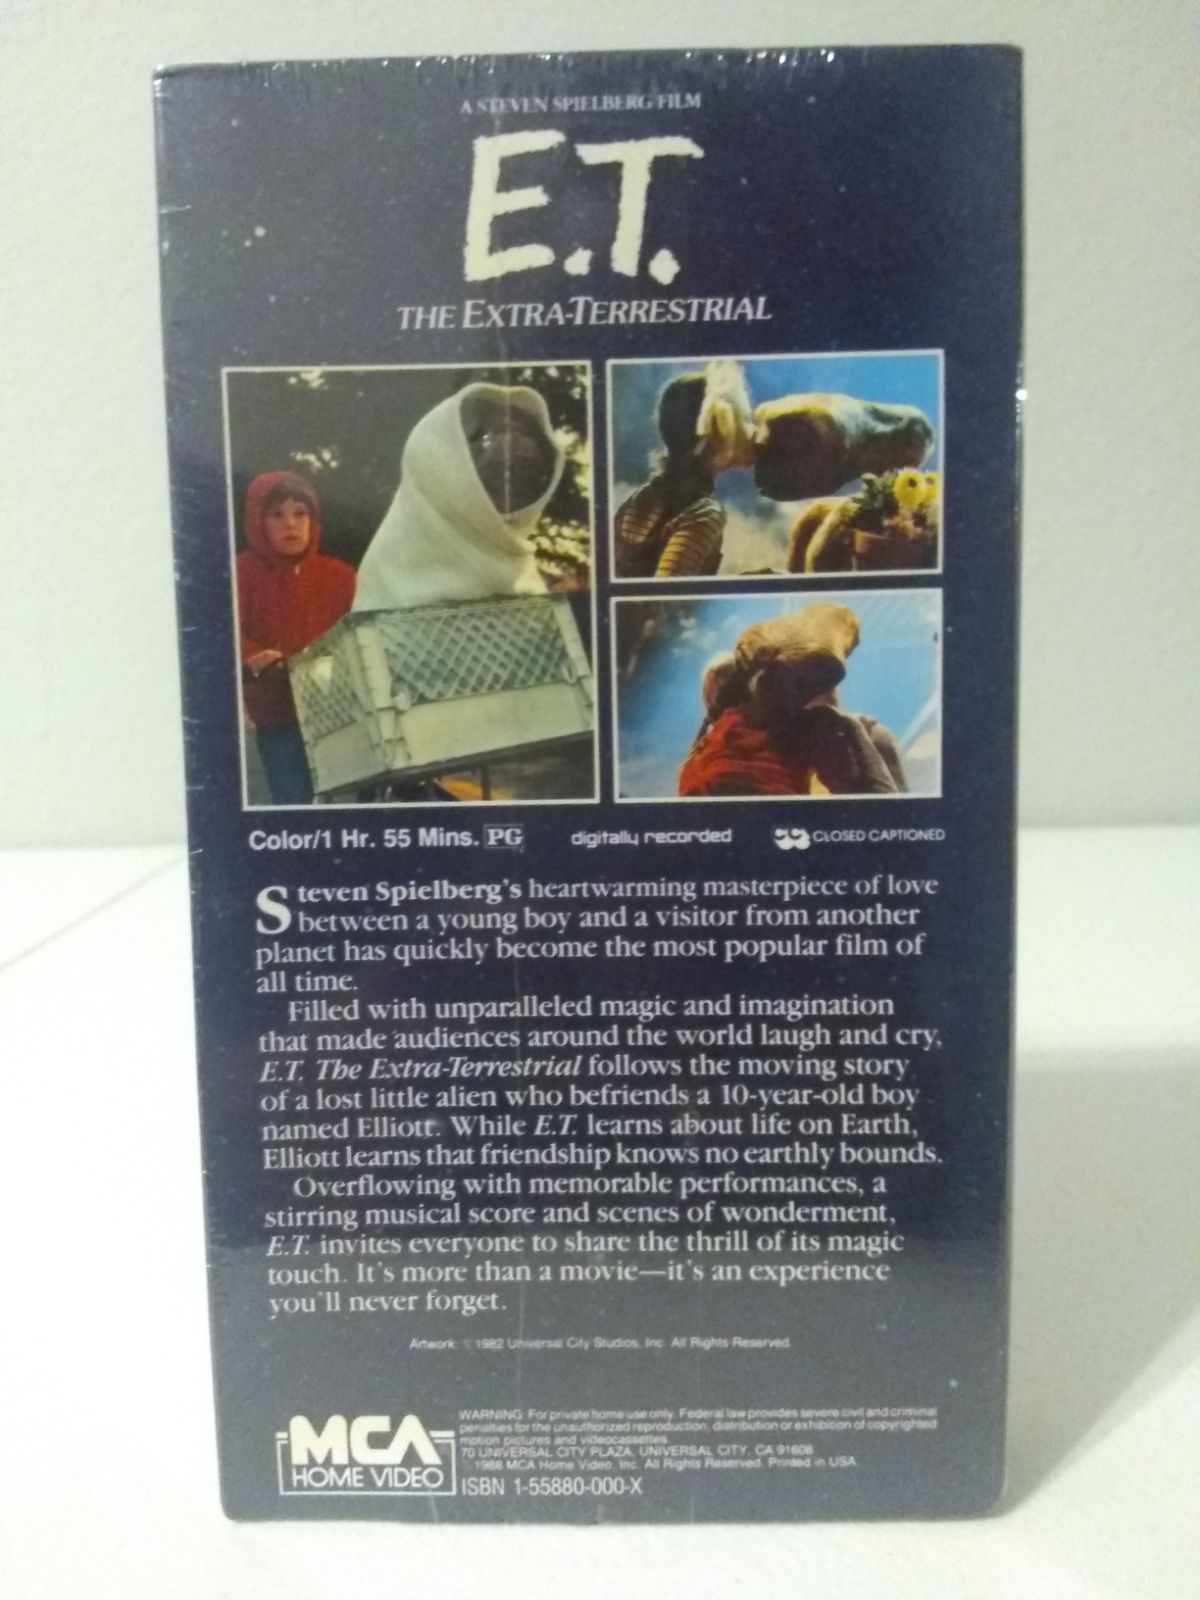 A STEVEN SPIELBERG FILM
E.T.
THE EXTRA-TERRESTRIAL
Color/1 Hr. 55 Mins. PG digitally recorded CLOSED CAPTIONED
Steven Spielberg's heartwarming masterpiece of love
between a young boy and a visitor from another
planet has quickly become the most popular film of
all time.
Filled with unparalleled magic and imagination
that made audiences around the world laugh and cry,
E.T. The Extra-Terrestrial follows the moving story
of a lost little alien who befriends a 10-year-old boy
named Elliott. While E.T. learns about life on Earth,
Elliott learns that friendship knows no earthly bounds.
Overflowing with memorable performances, a
stirring musical score and scenes of wonderment,
E.T. invites everyone to share the thrill of its magic
touch. It's more than a movie—it's an experience
you'll never forget.
Artwork: © 1982 Universal City Studios, Inc. All Rights Reserved.
MCA
HOME VIDEO
WARNING: For private home use only. Federal law provides severe civil and criminal
penalties for the unauthorized reproduction, distribution or exhibition of copyrighted
motion pictures and videocassettes.
70 UNIVERSAL CITY PLAZA, UNIVERSAL CITY, CA 91608
© 1988 MCA Home Video, Inc. All Rights Reserved. Printed in USA
ISBN 1-55880-000-X